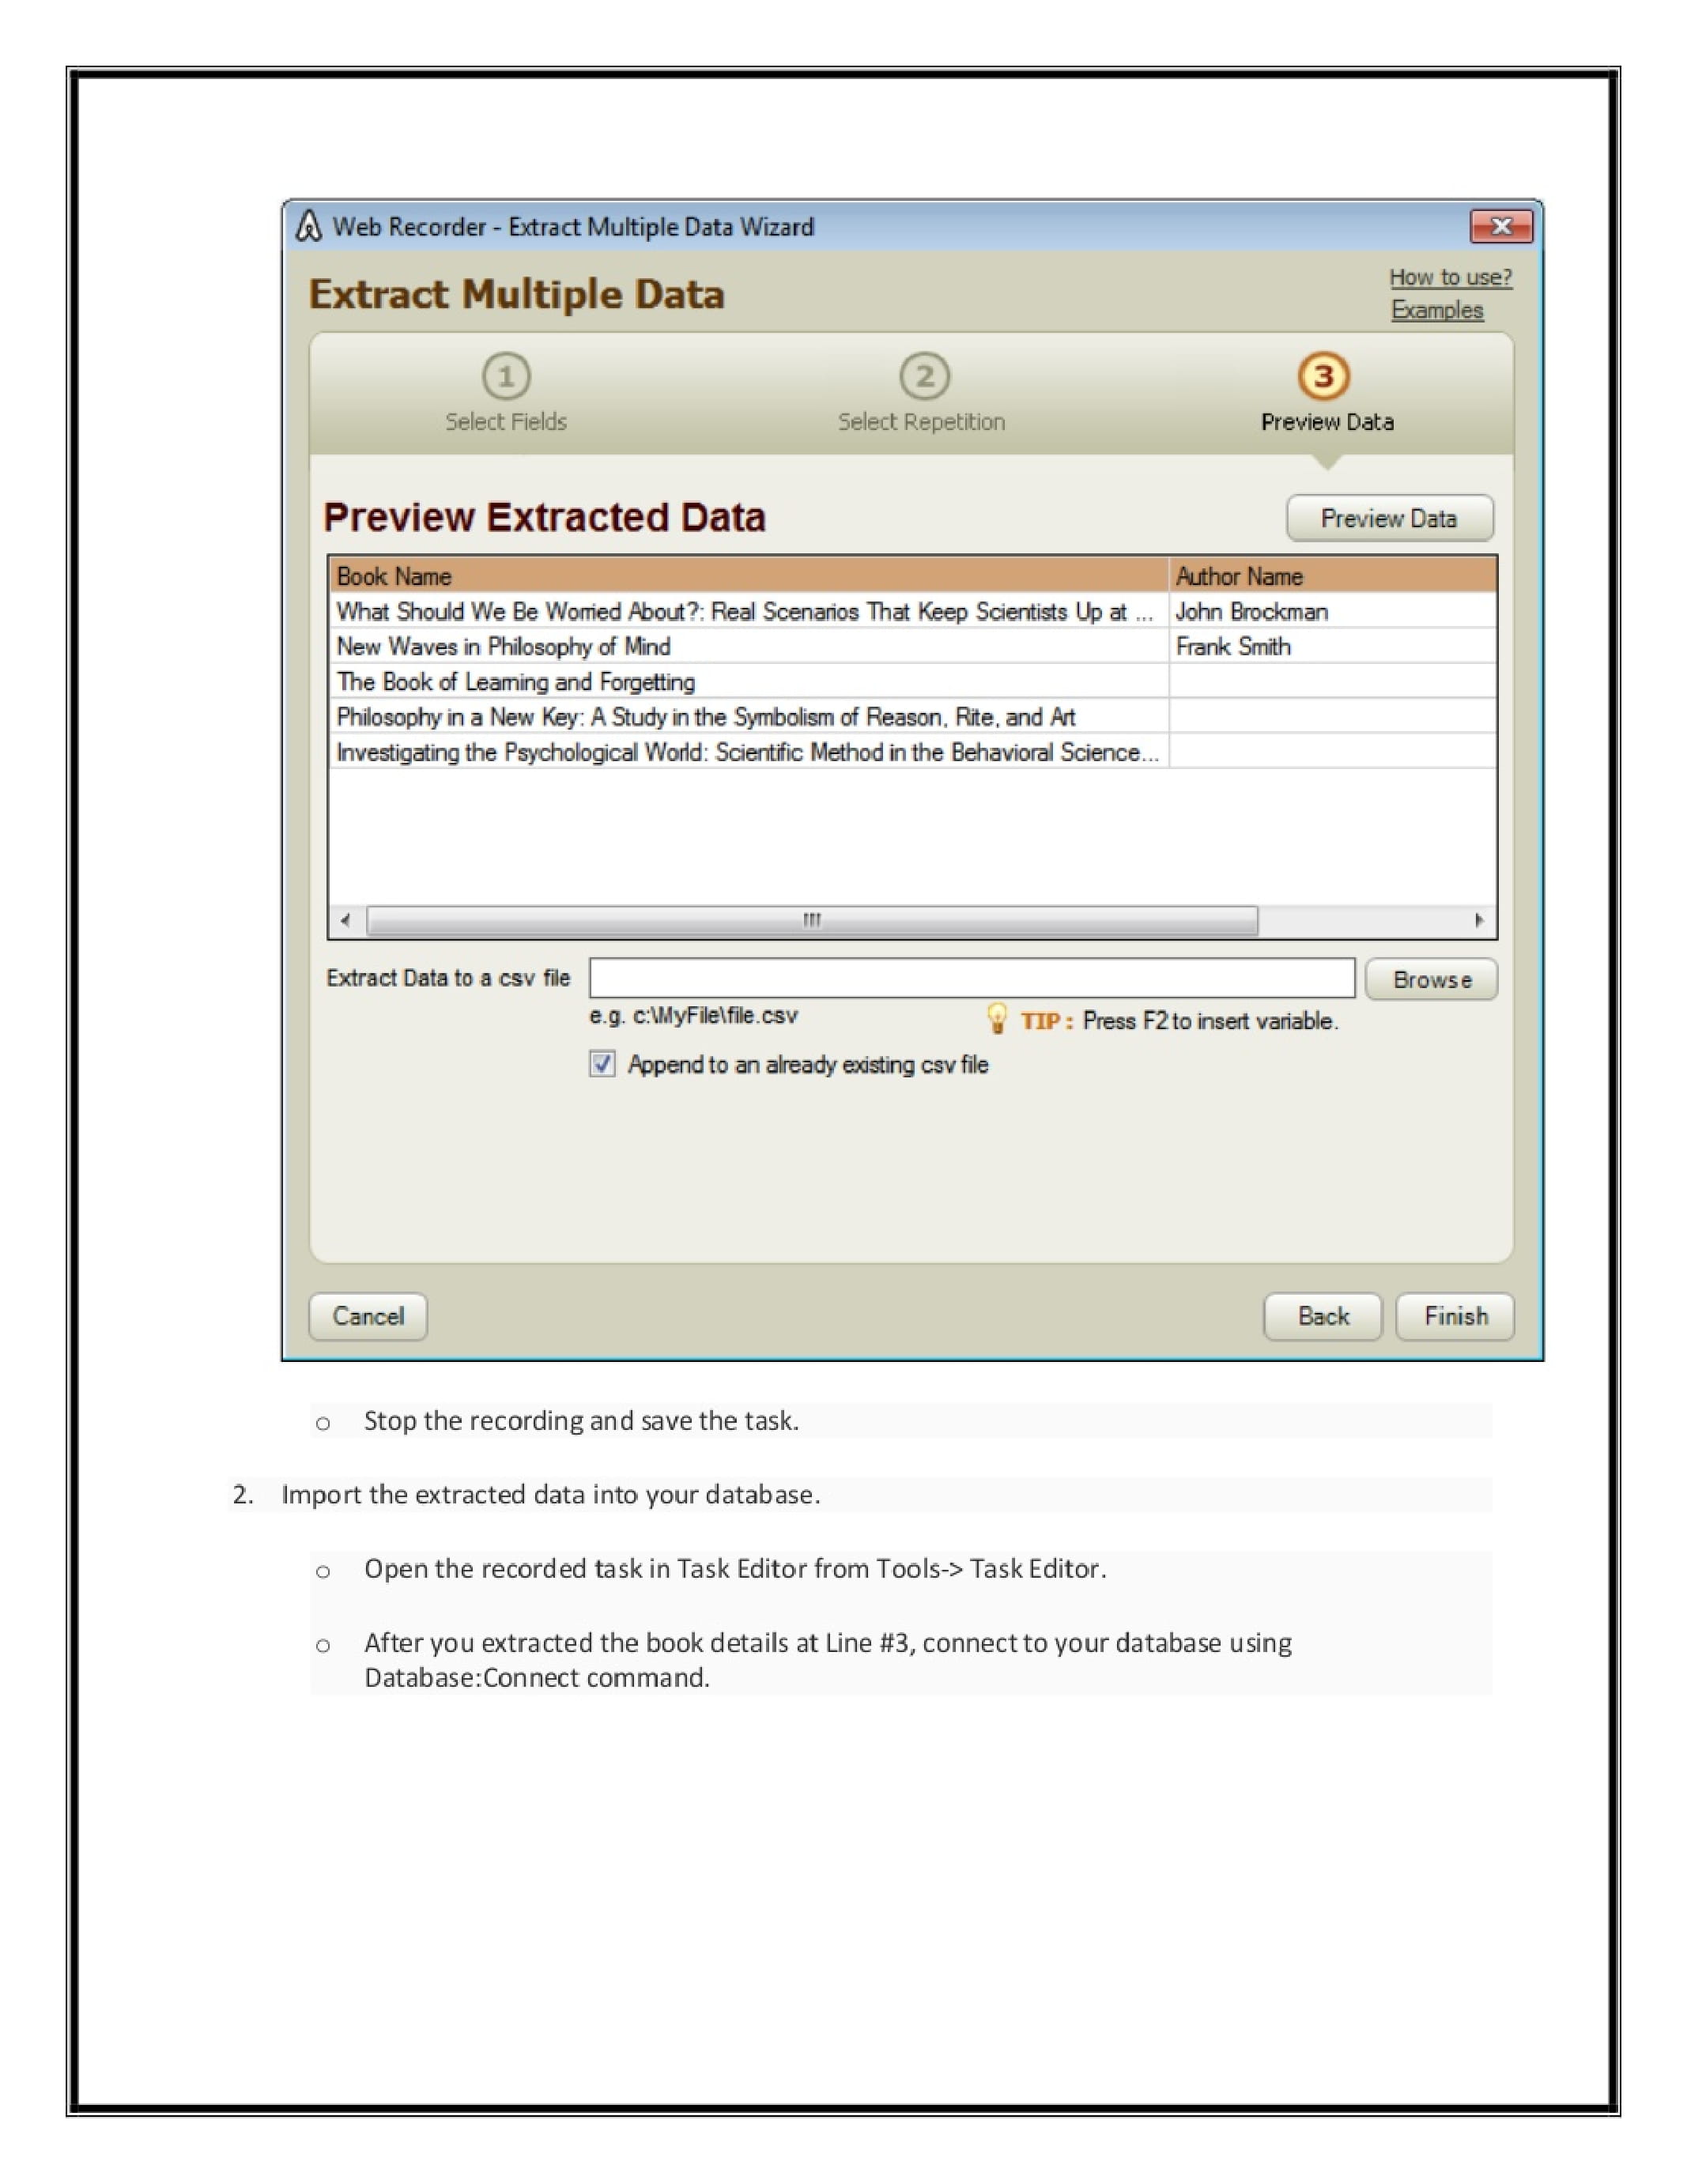 Web Recorder - Extract Multiple Data Wizard
Extract Multiple Data
How to use?
Examples
1
2
3
Select Fields
Select Repetition
Preview Data
Preview Extracted Data
Preview Data
Book Name
Author Name
What Should We Be Worried About?: Real Scenarios That Keep Scientists Up at ...
John Brockman
New Waves in Philosophy of Mind
Frank Smith
The Book of Learning and Forgetting
Philosophy in a New Key: A Study in the Symbolism of Reason, Rite, and Art
Investigating the Psychological World: Scientific Method in the Behavioral Science...
Extract Data to a csv file
Browse
e.g. c:\MyFile\file.csv
TIP : Press F2 to insert variable.
Append to an already existing csv file
Cancel
Back
Finish
o Stop the recording and save the task.
2. Import the extracted data into your database.
o Open the recorded task in Task Editor from Tools-> Task Editor.
o After you extracted the book details at Line #3, connect to your database using
Database:Connect command.